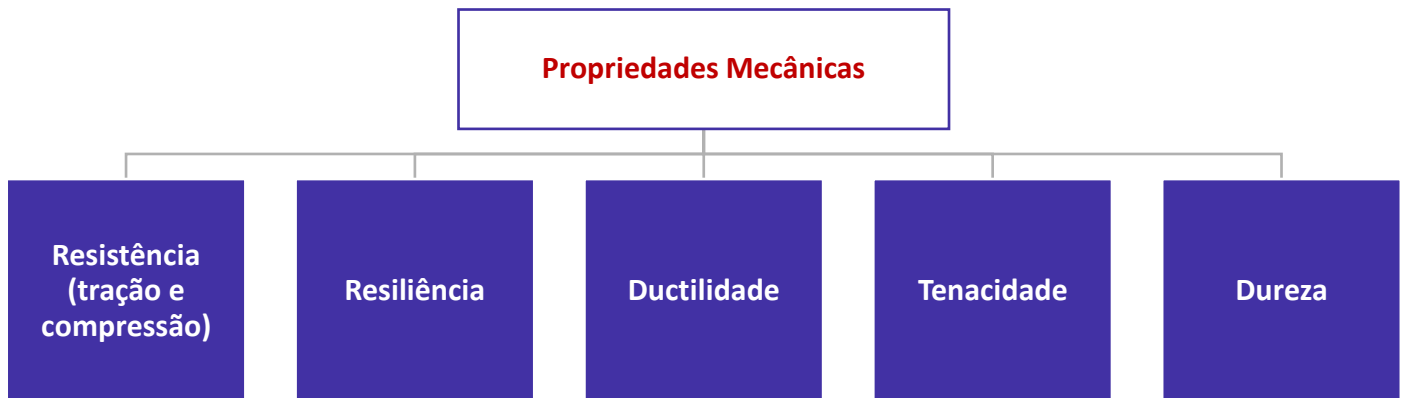 Propriedades Mecânicas
Resistência
(tração e
compressão)
Resiliência
Ductilidade
Tenacidade
Dureza